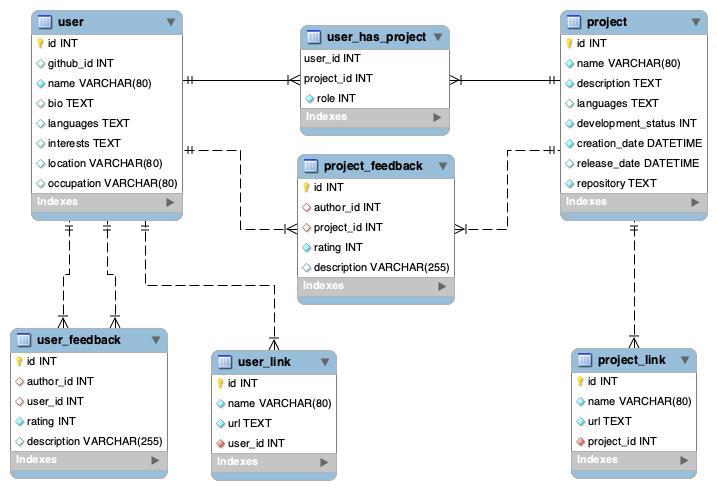 user
id INT
github_id INT
name VARCHAR(80)
bio TEXT
languages TEXT
interests TEXT
location VARCHAR(80)
occupation VARCHAR(80)
Indexes
user_has_project
user_id INT
project_id INT
role INT
Indexes
project
id INT
name VARCHAR(80)
description TEXT
languages TEXT
development_status INT
creation_date DATETIME
release_date DATETIME
repository TEXT
Indexes
project_feedback
id INT
author_id INT
project_id INT
rating INT
description VARCHAR(255)
Indexes
user_feedback
id INT
author_id INT
user_id INT
rating INT
description VARCHAR(255)
Indexes
user_link
id INT
name VARCHAR(80)
url TEXT
user_id INT
Indexes
project_link
id INT
name VARCHAR(80)
url TEXT
project_id INT
Indexes